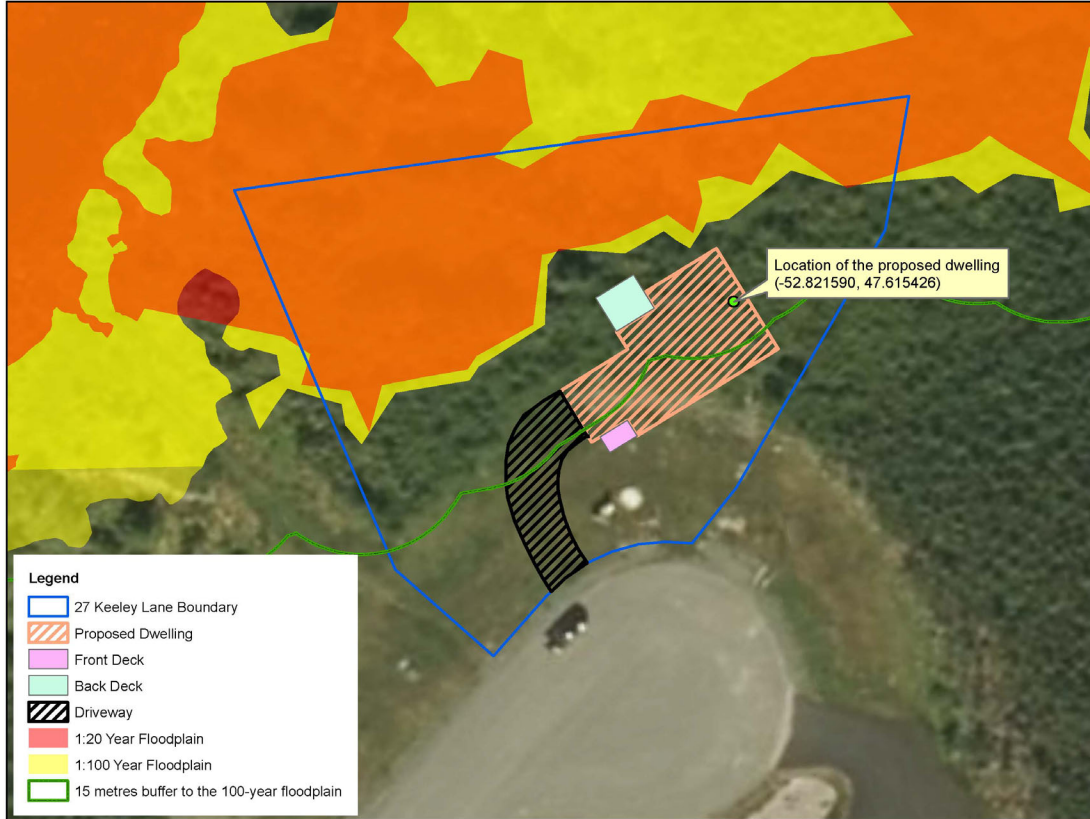 Location of the proposed dwelling
(-52.821590, 47.615426)
Legend
27 Keeley Lane Boundary
Proposed Dwelling
Front Deck
Back Deck
Driveway
1:20 Year Floodplain
1:100 Year Floodplain
15 metres buffer to the 100-year floodplain